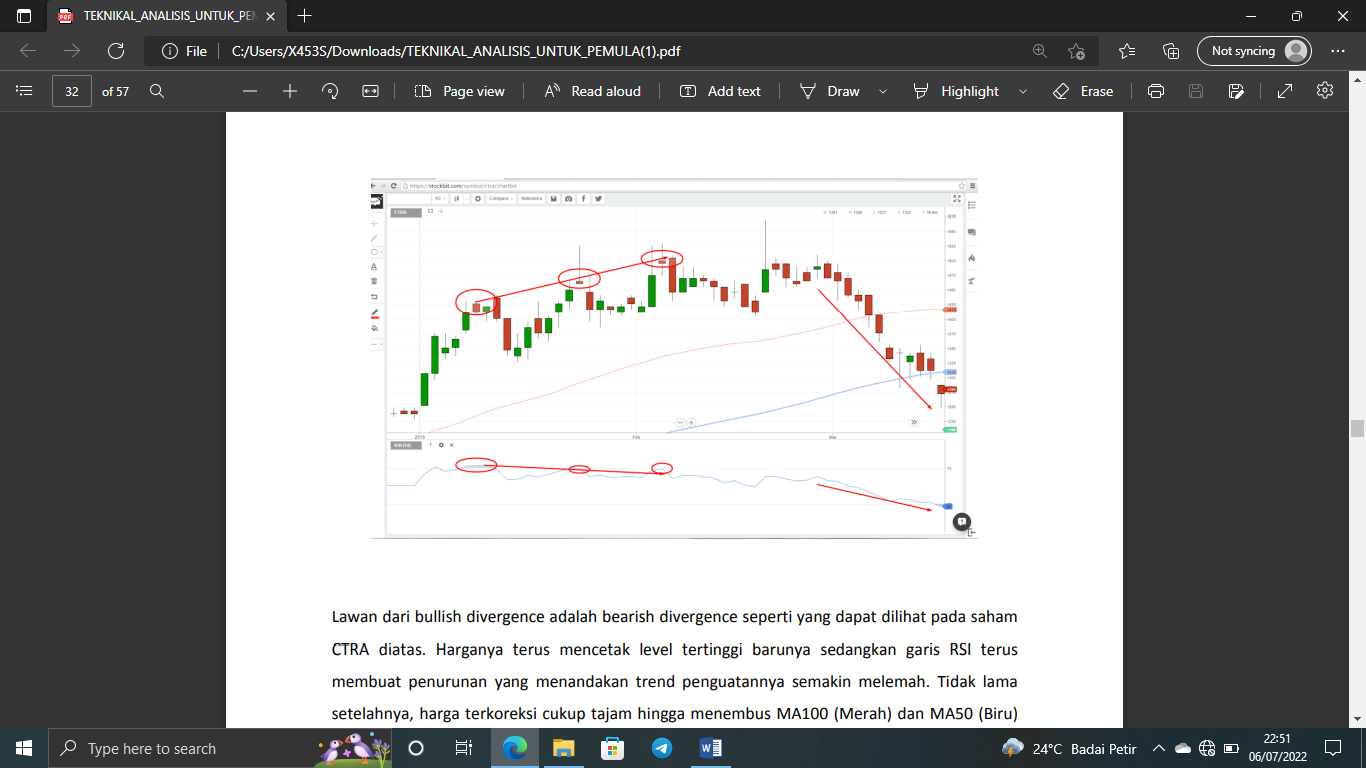 TEKNIKAL_ANALISIS_UNTUK_PEM
File
C:/Users/X453S/Downloads/TEKNIKAL_ANALISIS_UNTUK_PEMULA(1).pdf
Not syncing
32 of 57
Page view
Read aloud
Add text
Draw
Highlight
Erase
https://stockbit.com/symbol/ctra/chartbit
Compare
Indicators
CTRA
2015
Feb
Mar
RSI(14)
70
Lawan dari bullish divergence adalah bearish divergence seperti yang dapat dilihat pada saham
CTRA diatas. Harganya terus mencetak level tertinggi barunya sedangkan garis RSI terus
membuat penurunan yang menandakan trend penguatannya semakin melemah. Tidak lama
setelahnya, harga terkoreksi cukup tajam hingga menembus MA100 (Merah) dan MA50 (Biru)
Type here to search
24°C Badai Petir
22:51
06/07/2022